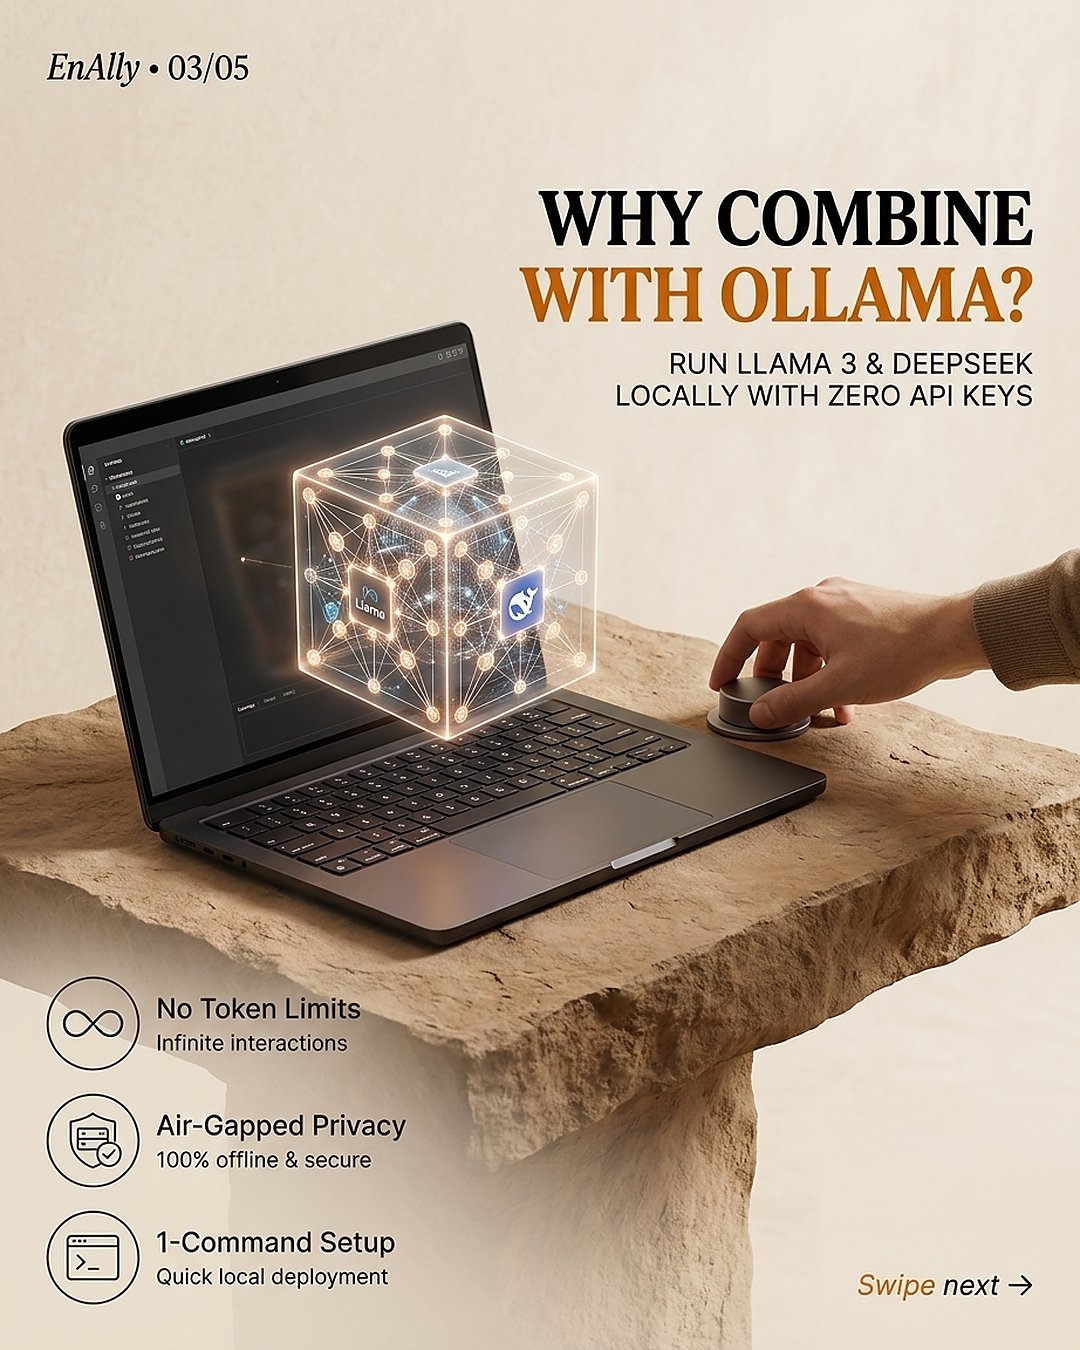 EnAlly • 03/05
WHY COMBINE
WITH OLLAMA?
RUN LLAMA 3 & DEEPSEEK
LOCALLY WITH ZERO API KEYS
Llama
No Token Limits
Infinite interactions
Air-Gapped Privacy
100% offline & secure
1-Command Setup
Quick local deployment
Swipe next →